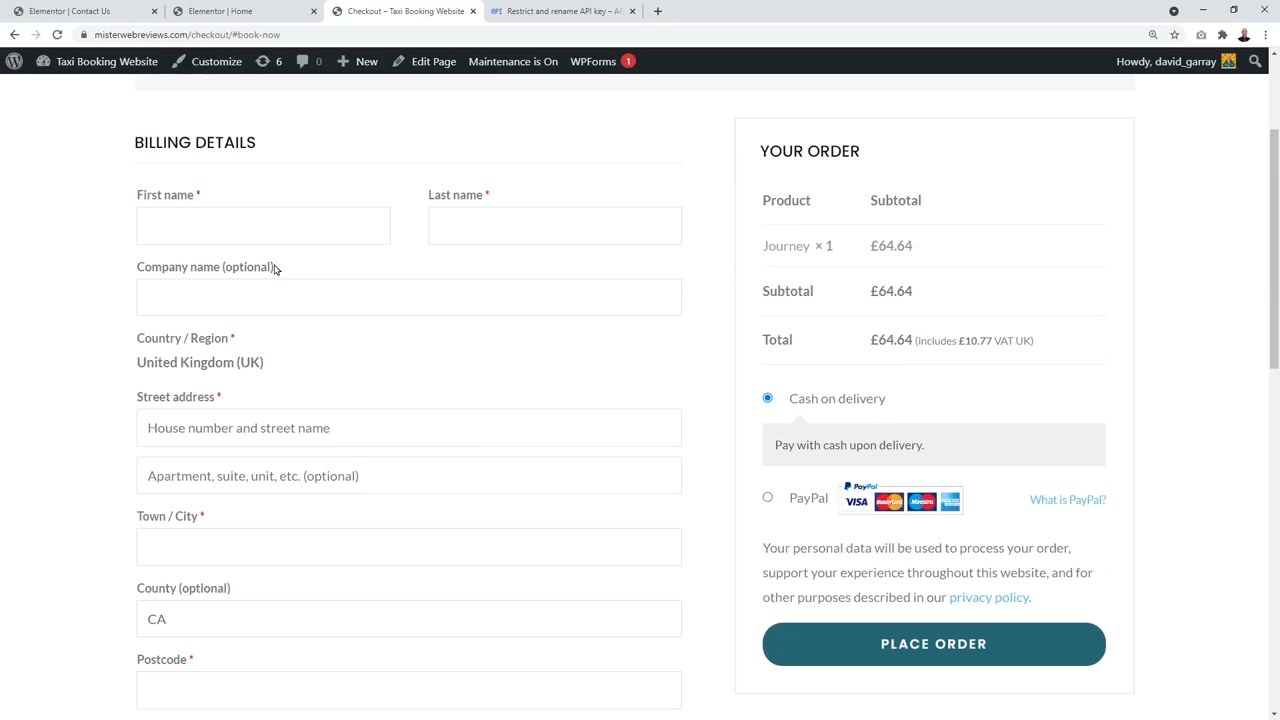 Elementor | Contact Us
Elementor | Home
Checkout – Taxi Booking Website
API Restrict and rename API key – AF
misterwebreviews.com/checkout/#book-now
Taxi Booking Website
Customize
6
0
New
Edit Page
Maintenance is On
WPForms 1
Howdy, david_garray
BILLING DETAILS
First name *
Last name *
Company name (optional)
Country / Region *
United Kingdom (UK)
Street address *
House number and street name
Apartment, suite, unit, etc. (optional)
Town / City *
County (optional)
CA
Postcode *
YOUR ORDER
Product Subtotal
Journey × 1 £64.64
Subtotal £64.64
Total £64.64 (includes £10.77 VAT UK)
Cash on delivery
Pay with cash upon delivery.
PayPal
PayPal
VISA MasterCard Maestro
What is PayPal?
Your personal data will be used to process your order,
support your experience throughout this website, and for
other purposes described in our privacy policy.
PLACE ORDER